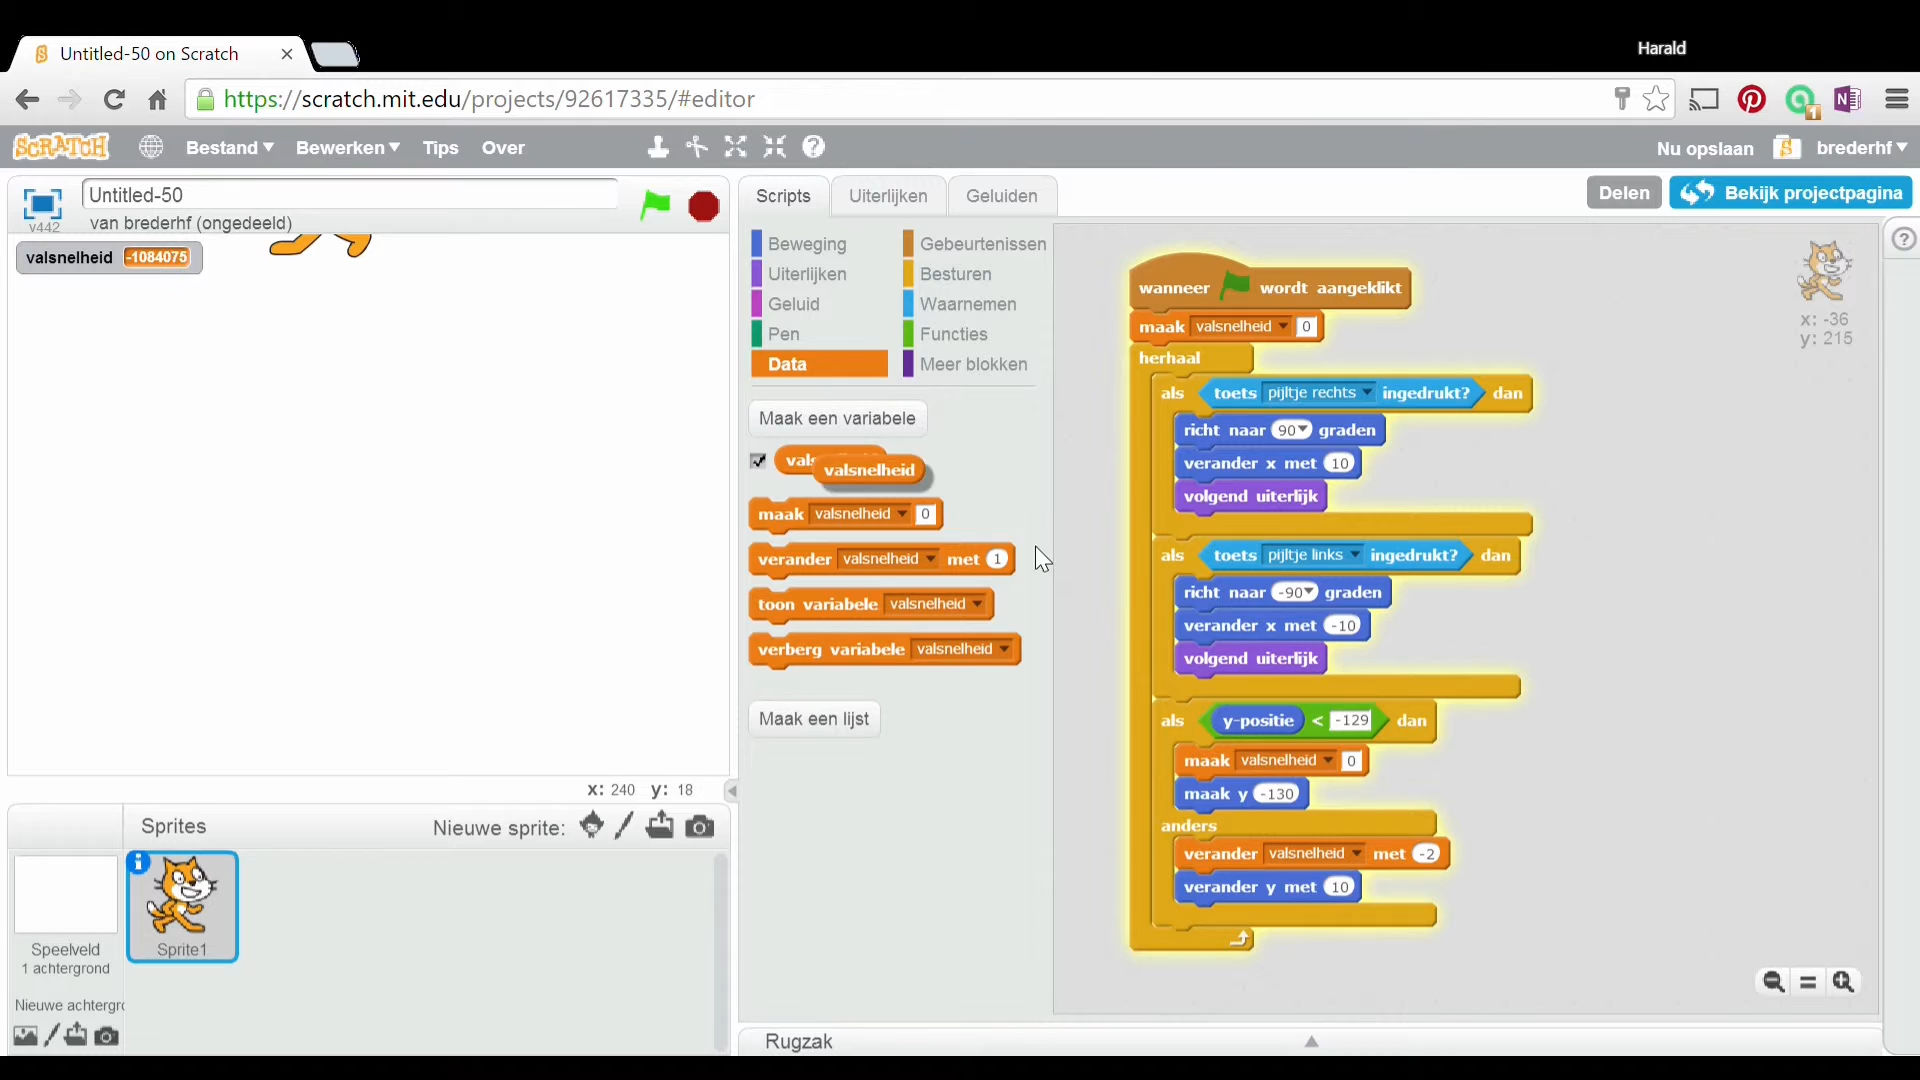 Harald
Untitled-50 on Scratch
https://scratch.mit.edu/projects/92617335/#editor
1
SCRATCH
Bestand
Bewerken
Tips
Over
Nu opslaan
brederhf
Untitled-50
v442
van brederhf (ongedeeld)
valsnelheid -1084075
x: 240 y: 18
Scripts
Uiterlijken
Geluiden
Delen
Bekijk projectpagina
Beweging
Gebeurtenissen
Uiterlijken
Besturen
Geluid
Waarnemen
Pen
Functies
Data
Meer blokken
Maak een variabele
valsnelheid
maak valsnelheid 0
verander valsnelheid met 1
toon variabele valsnelheid
verberg variabele valsnelheid
Maak een lijst
wanneer wordt aangeklikt
maak valsnelheid 0
herhaal
als toets pijltje rechts ingedrukt? dan
richt naar 90 graden
verander x met 10
volgend uiterlijk
als toets pijltje links ingedrukt? dan
richt naar -90 graden
verander x met -10
volgend uiterlijk
als y-positie < -129 dan
maak valsnelheid 0
maak y -130
anders
verander valsnelheid met -2
verander y met 10
x: -36
y: 215
Sprites
Nieuwe sprite:
Speelveld
1 achtergrond
Nieuwe achtergr
Sprite1
Rugzak